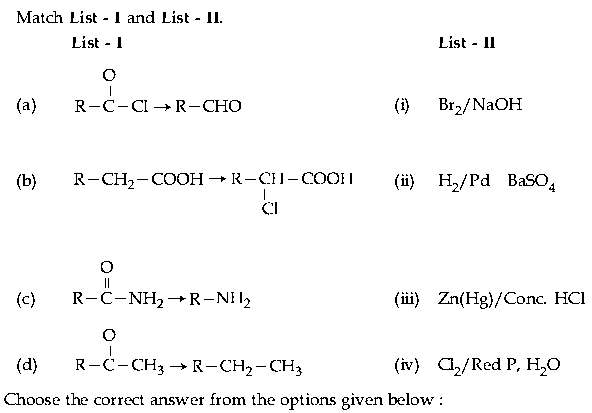 Match List - I and List - II.
List - I List - II
O
(a) R–C–Cl → R–CHO (i) Br₂/NaOH
(b) R–CH₂–COOH → R–CH–COOH (ii) H₂/Pd BaSO₄
Cl
O
(c) R–C–NH₂ → R–NH₂ (iii) Zn(Hg)/Conc. HCl
O
(d) R–C–CH₃ → R–CH₂–CH₃ (iv) Cl₂/Red P, H₂O
Choose the correct answer from the options given below :